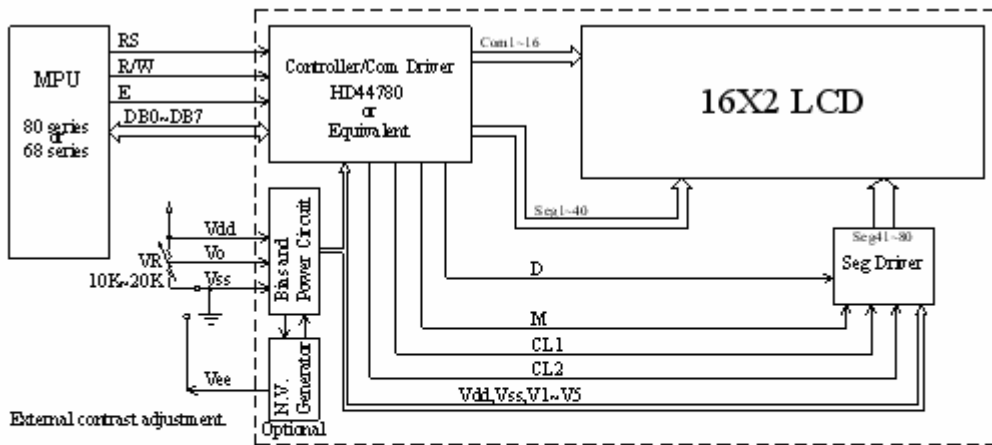 RS
R/W
E
DB0~DB7
MPU
80 series
or
68 series
Controller/Com Driver
HD44780
or
Equivalent
Com1~16
16X2 LCD
Seg1~40
Seg41~80
Seg Driver
Vdd
Vo
Vss
VR
10K~20K
Bias and
Power Circuit
D
M
CL1
CL2
Vdd,Vss,V1~V5
Vee
N.V.
Generator
Optional
External contrast adjustment.